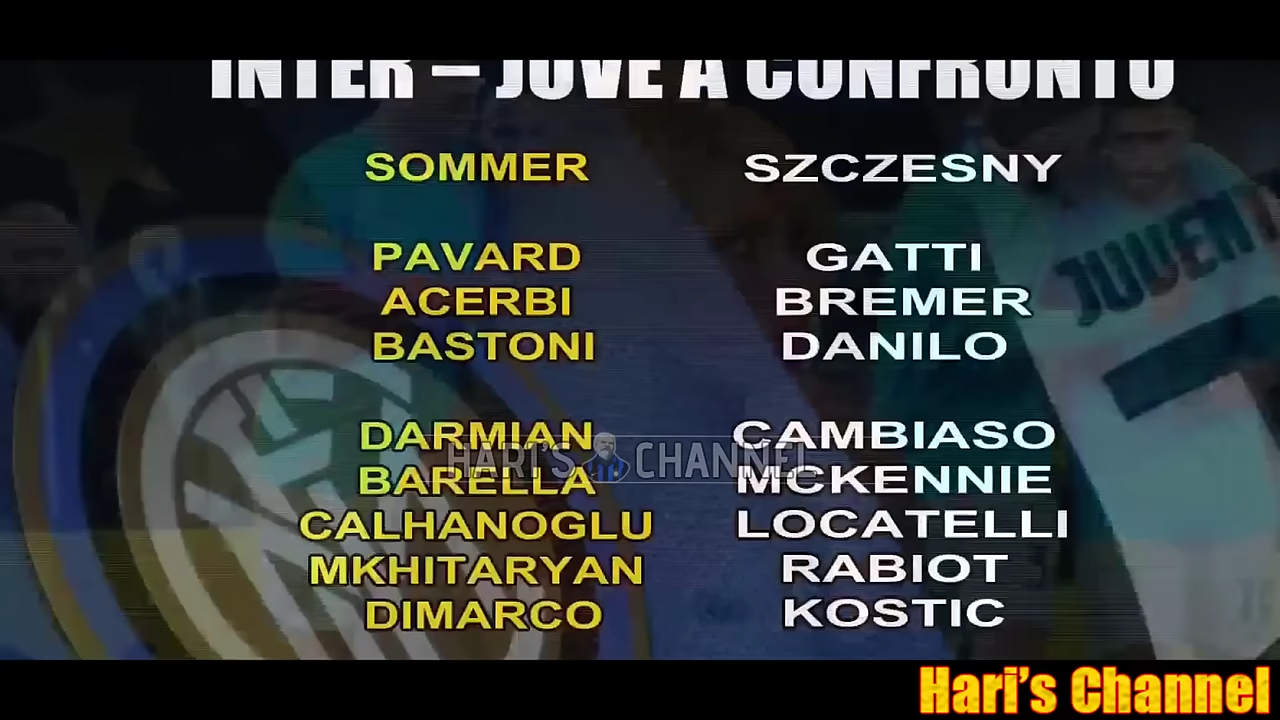 INTER – JUVE A CONFRONTO
SOMMER SZCZESNY
PAVARD GATTI
ACERBI BREMER
BASTONI DANILO
DARMIAN CAMBIASO
HARI'S CHANNEL
BARELLA MCKENNIE
CALHANOGLU LOCATELLI
MKHITARYAN RABIOT
DIMARCO KOSTIC
Hari's Channel